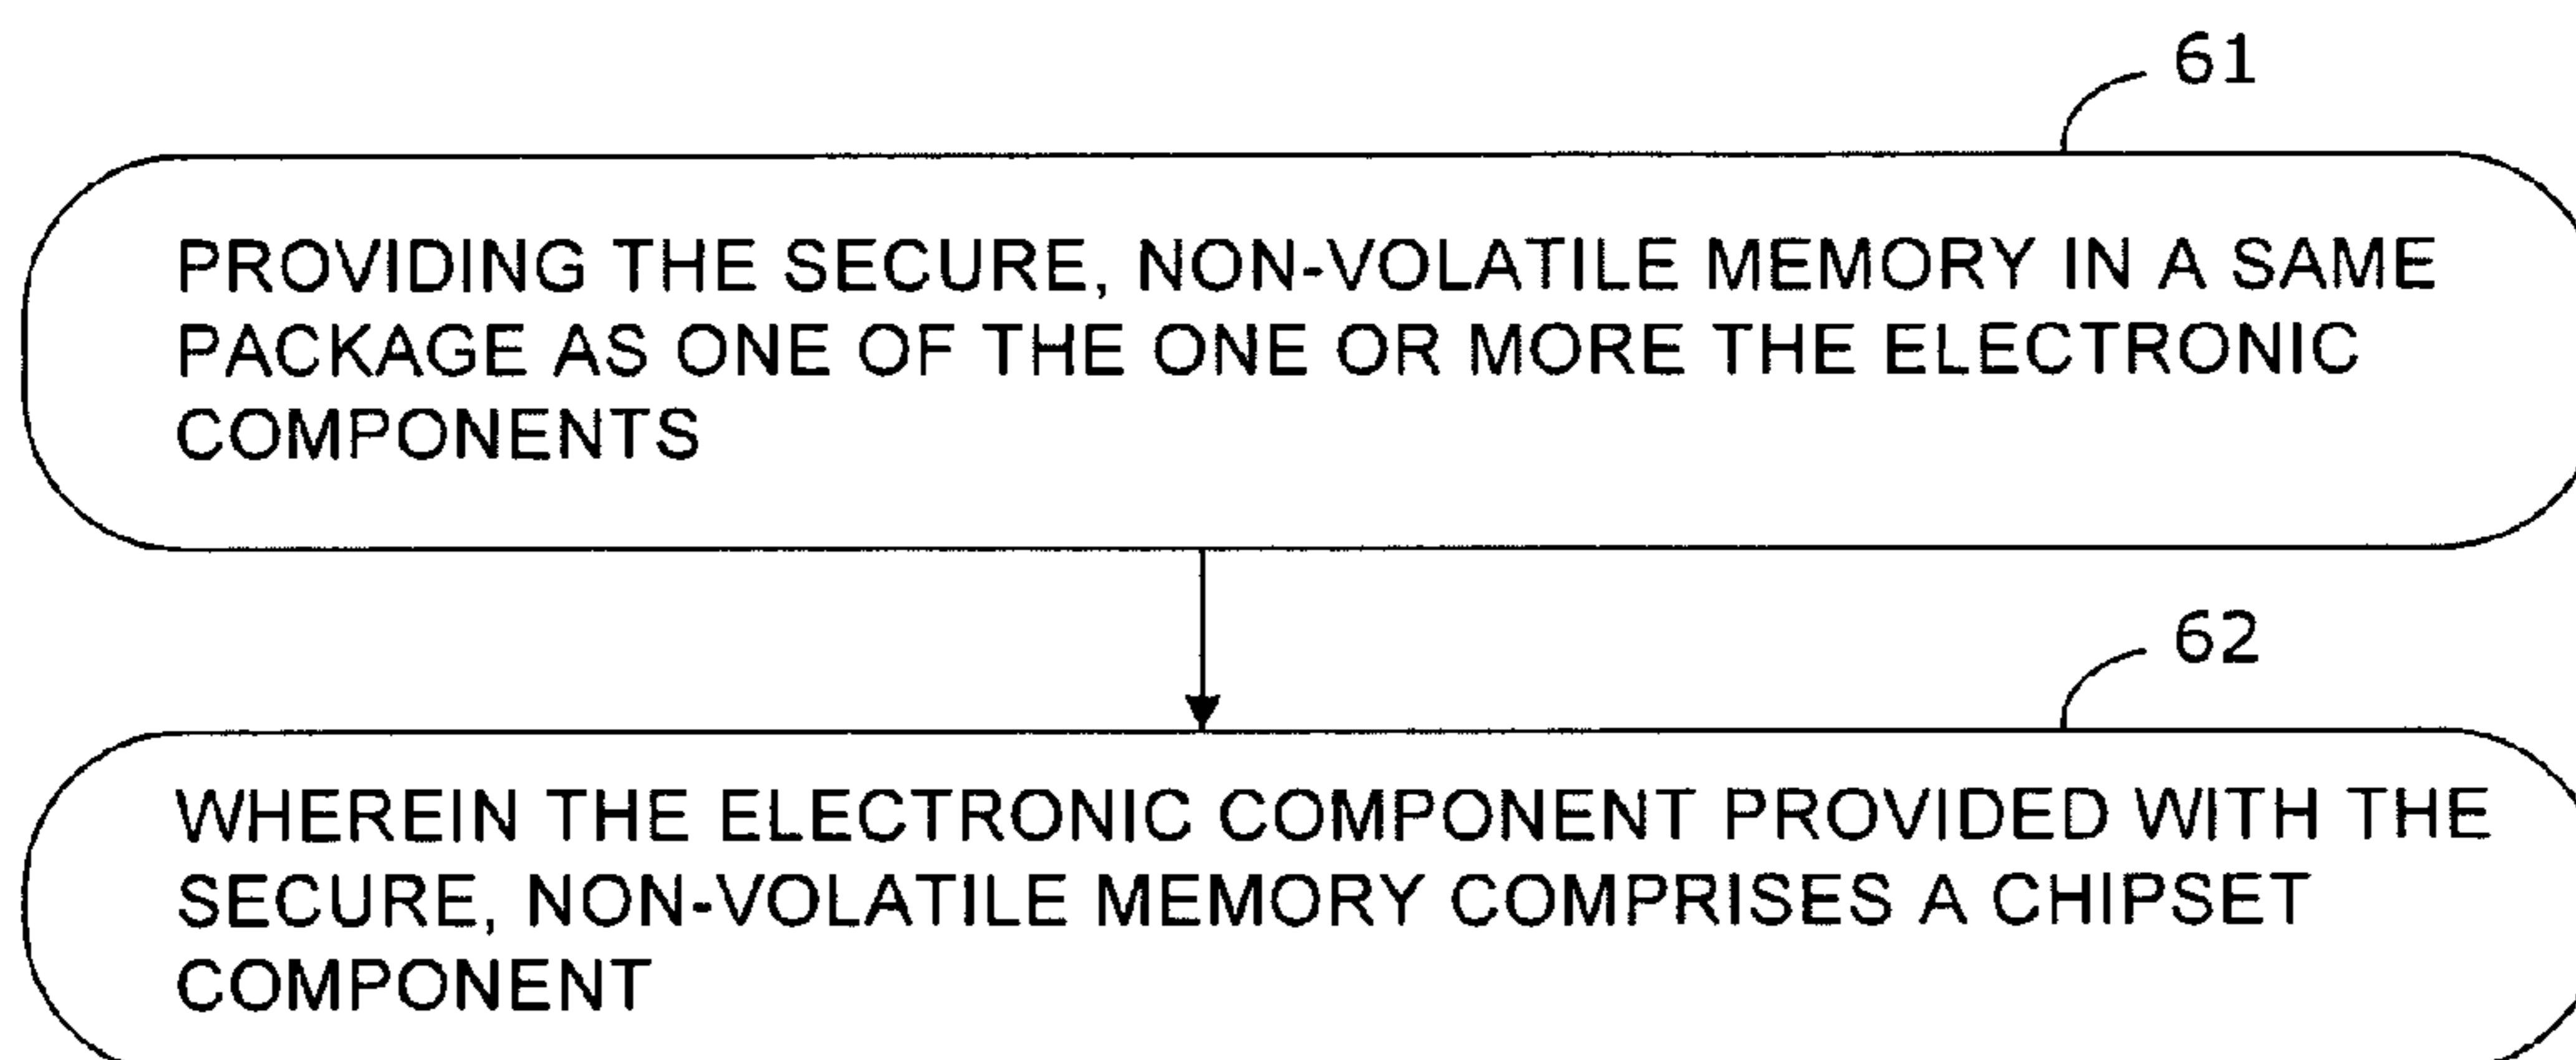 61
PROVIDING THE SECURE, NON-VOLATILE MEMORY IN A SAME
PACKAGE AS ONE OF THE ONE OR MORE THE ELECTRONIC
COMPONENTS
62
WHEREIN THE ELECTRONIC COMPONENT PROVIDED WITH THE
SECURE, NON-VOLATILE MEMORY COMPRISES A CHIPSET
COMPONENT